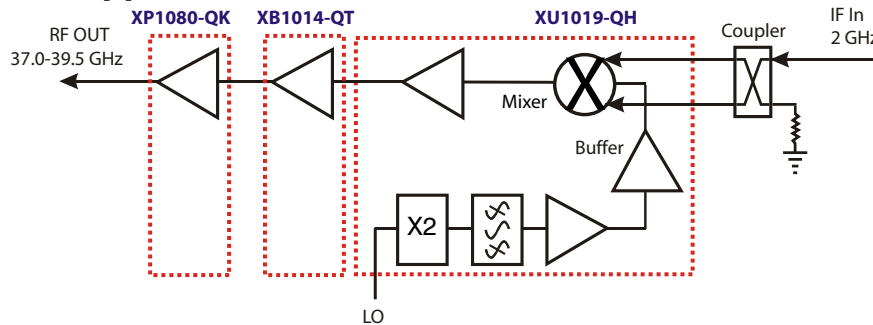 XP1080-QK
XB1014-QT
XU1019-QH
Coupler
IF In
2 GHz
RF OUT
37.0-39.5 GHz
Mixer
Buffer
X2
LO